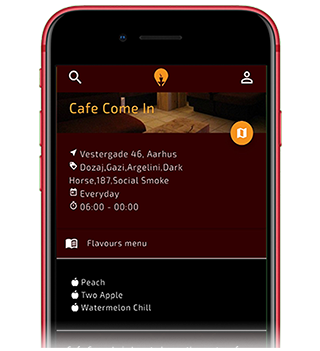 Cafe Come In
Vestergade 46, Aarhus
Dozaj,Gazi,Argelini,Dark
Horse,187,Social Smoke
Everyday
06:00 - 00:00
Flavours menu
Peach
Two Apple
Watermelon Chill